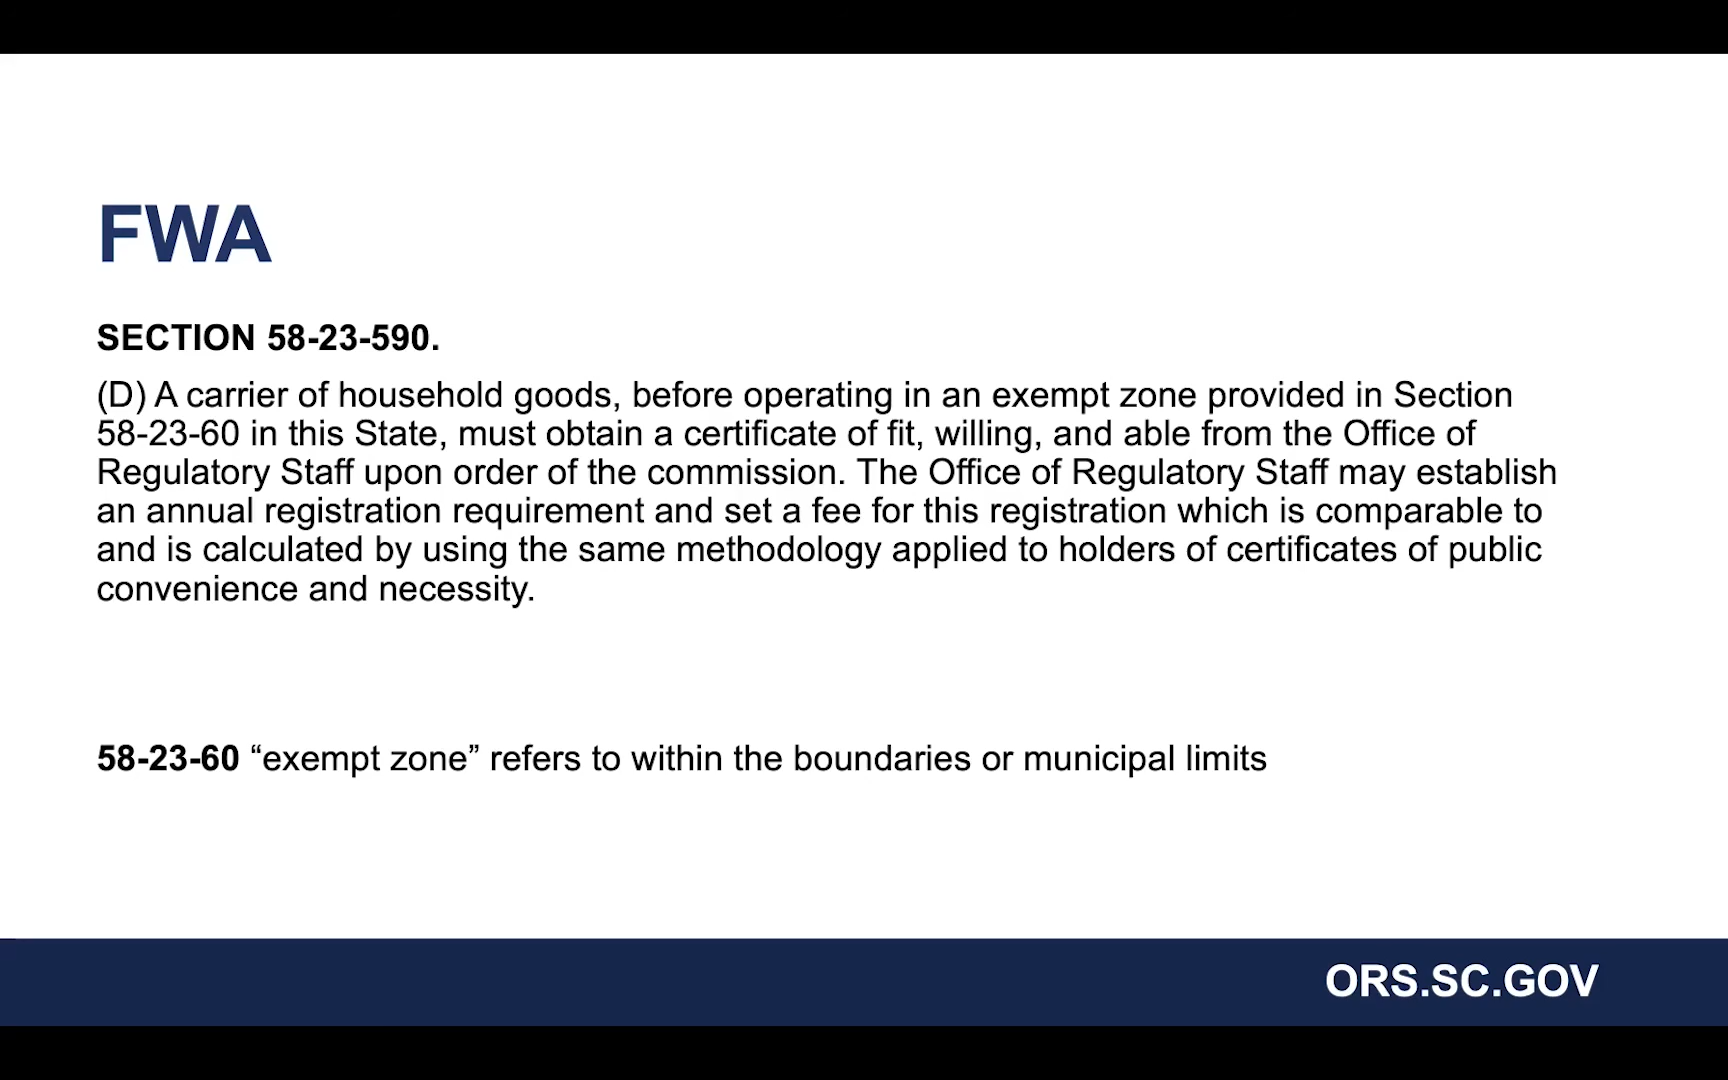 FWA
SECTION 58-23-590.
(D) A carrier of household goods, before operating in an exempt zone provided in Section
58-23-60 in this State, must obtain a certificate of fit, willing, and able from the Office of
Regulatory Staff upon order of the commission. The Office of Regulatory Staff may establish
an annual registration requirement and set a fee for this registration which is comparable to
and is calculated by using the same methodology applied to holders of certificates of public
convenience and necessity.
58-23-60 “exempt zone” refers to within the boundaries or municipal limits
ORS.SC.GOV